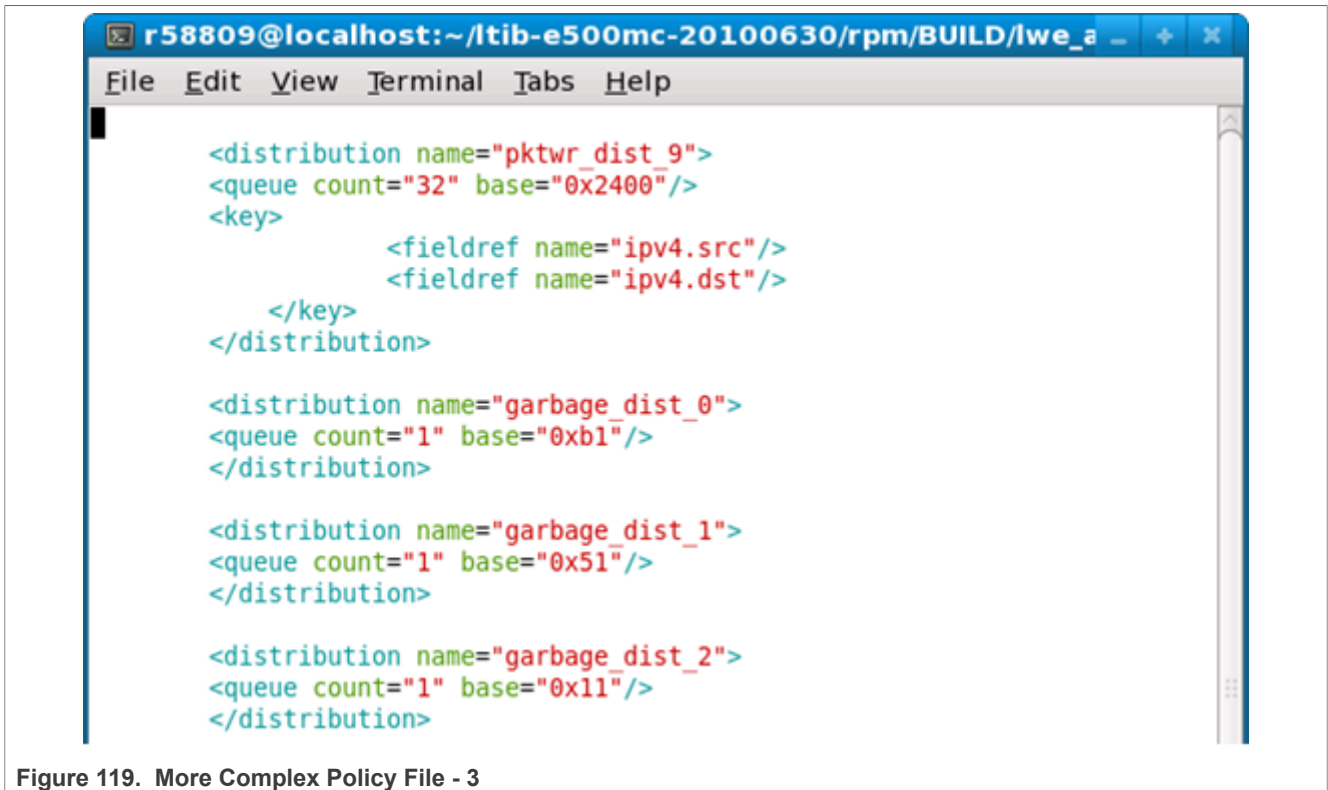 r58809@localhost:~/ltib-e500mc-20100630/rpm/BUILD/lwe_a
File Edit View Terminal Tabs Help
<distribution name="pktwr_dist_9">
<queue count="32" base="0x2400"/>
<key>
<fieldref name="ipv4.src"/>
<fieldref name="ipv4.dst"/>
</key>
</distribution>
<distribution name="garbage_dist_0">
<queue count="1" base="0xb1"/>
</distribution>
<distribution name="garbage_dist_1">
<queue count="1" base="0x51"/>
</distribution>
<distribution name="garbage_dist_2">
<queue count="1" base="0x11"/>
</distribution>
Figure 119. More Complex Policy File - 3